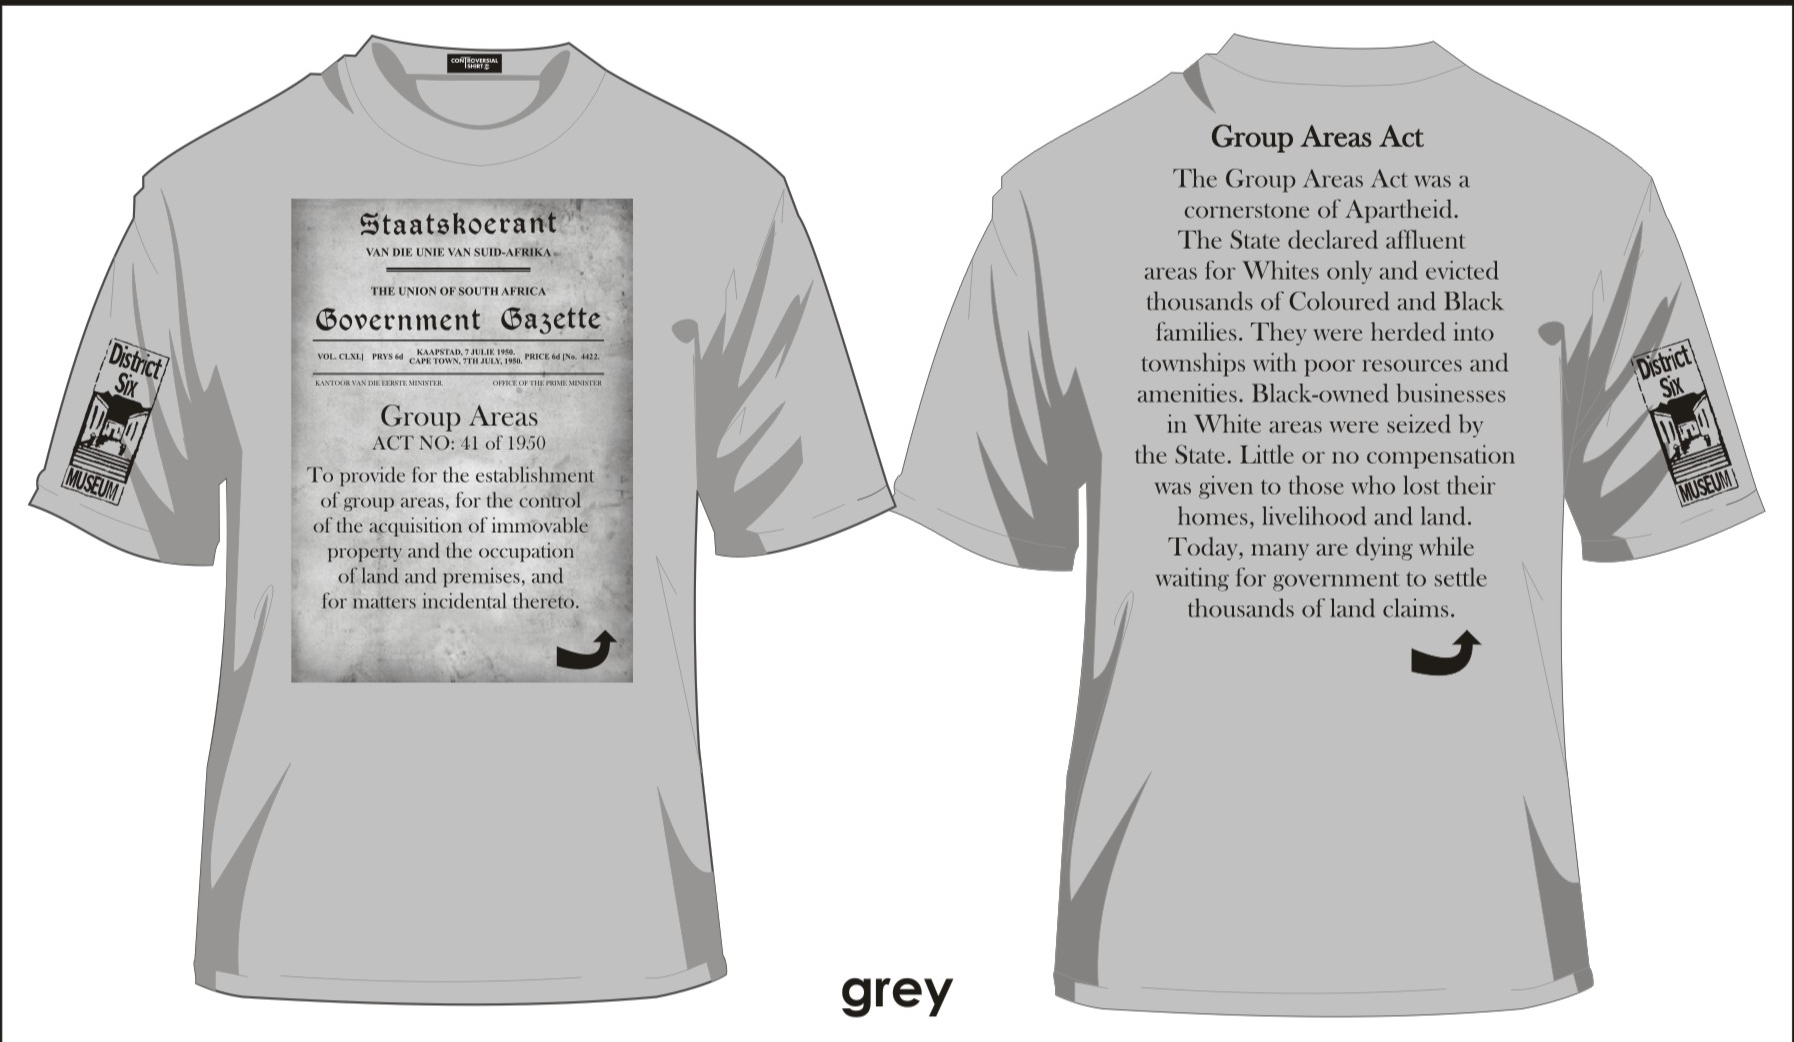 CONTROVERSIAL
SHIRT
Staatskoerant
VAN DIE UNIE VAN SUID-AFRIKA
THE UNION OF SOUTH AFRICA
Government Gazette
VOL. CLXL] PRYS 6d KAAPSTAD, 7 JULIE 1950. PRICE 6d [No. 4422.
CAPE TOWN, 7TH JULY, 1950.
KANTOOR VAN DIE EERSTE MINISTER. OFFICE OF THE PRIME MINISTER
Group Areas
ACT NO: 41 of 1950
To provide for the establishment
of group areas, for the control
of the acquisition of immovable
property and the occupation
of land and premises, and
for matters incidental thereto.
District
Six
MUSEUM
Group Areas Act
The Group Areas Act was a
cornerstone of Apartheid.
The State declared affluent
areas for Whites only and evicted
thousands of Coloured and Black
families. They were herded into
townships with poor resources and
amenities. Black-owned businesses
in White areas were seized by
the State. Little or no compensation
was given to those who lost their
homes, livelihood and land.
Today, many are dying while
waiting for government to settle
thousands of land claims.
District
Six
MUSEUM
grey